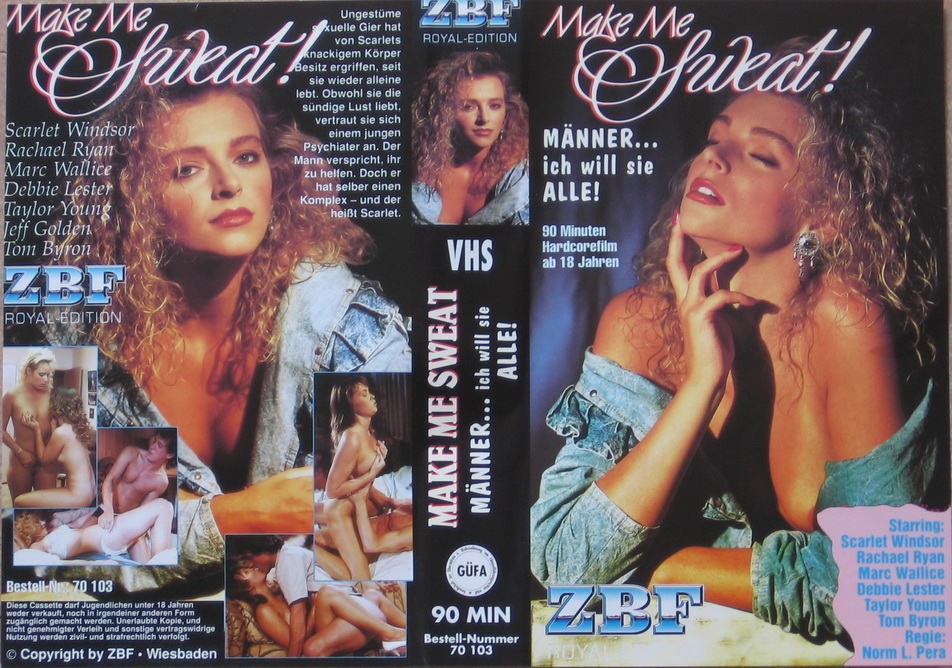 Make Me
Sweat!
Scarlet Windsor
Rachael Ryan
Marc Wallice
Debbie Lester
Taylor Young
Jeff Golden
Tom Byron
ZBF
ROYAL-EDITION
Ungestüme
sexuelle Gier hat
von Scarlets
knackigem Körper
Besitz ergriffen, seit
sie wieder alleine
lebt. Obwohl sie die
sündige Lust liebt,
vertraut sie sich
einem jungen
Psychiater an. Der
Mann verspricht, ihr
zu helfen. Doch er
hat selber einen
Komplex – und der
heißt Scarlet.
Bestell-Nr.: 70 103
Diese Cassette darf Jugendlichen unter 18 Jahren
weder verkauft, noch in irgendeiner anderen Form
zugänglich gemacht werden. Unerlaubte Kopie, und
nicht genehmigter Verleih und sonstige vertragswidrige
Nutzung werden zivil- und strafrechtlich verfolgt.
© Copyright by ZBF • Wiesbaden
ZBF
ROYAL-EDITION
VHS
MAKE ME SWEAT
MÄNNER... ich will sie
ALLE!
GÜFA
90 MIN
Bestell-Nummer
70 103
Make Me
Sweat!
MÄNNER...
ich will sie
ALLE!
90 Minuten
Hardcorefilm
ab 18 Jahren
ZBF
ROYAL-EDITION
Starring:
Scarlet Windsor
Rachael Ryan
Marc Wallice
Debbie Lester
Taylor Young
Tom Byron
Regie:
Norm L. Pera